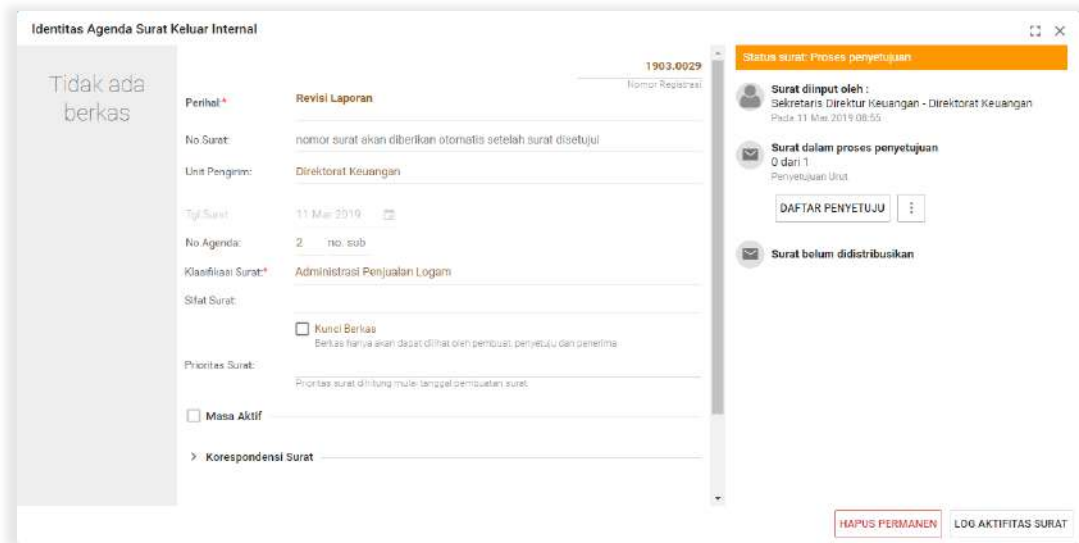 Identitas Agenda Surat Keluar Internal
Tidak ada
berkas
1903.0029
Nomor Registrasi
Perihal:*
Revisi Laporan
No Surat:
nomor surat akan diberikan otomatis setelah surat disetujui
Unit Pengirim:
Direktorat Keuangan
Tgl Surat
11 Mar 2019
No Agenda:
2 no. sub
Klasifikasi Surat:*
Administrasi Penjualan Logam
Sifat Surat:
Kunci Berkas
Berkas hanya akan dapat dilihat oleh pembuat, penyetuju dan penerima
Prioritas Surat:
Prioritas surat dihitung mulai tanggal pembuatan surat
Masa Aktif
Korespondensi Surat
Status surat: Proses penyetujuan
Surat diinput oleh :
Sekretaris Direktur Keuangan - Direktorat Keuangan
Pada 11 Mar 2019 08:55
Surat dalam proses penyetujuan
0 dari 1
Penyetujuan Urut
DAFTAR PENYETUJU
Surat belum didistribusikan
HAPUS PERMANEN
LOG AKTIFITAS SURAT